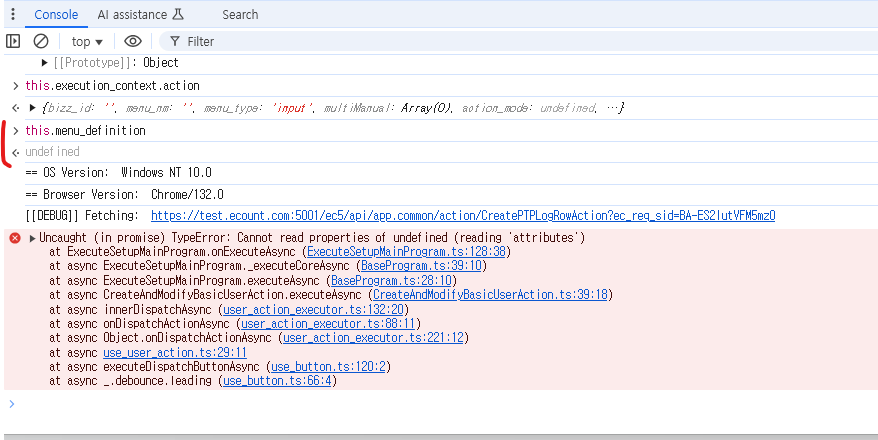 Console AI assistance Search
top ▼ Filter
▶ [[Prototype]]: Object
> this.execution_context.action
▶ {bizz_id: '', menu_nm: '', menu_type: 'input', multiManual: Array(0), action_mode: undefined, …}
> this.menu_definition
undefined
== OS Version:  Windows NT 10.0
== Browser Version:  Chrome/132.0
[[DEBUG]] Fetching:  https://test.ecount.com:5001/ec5/api/app.common/action/CreatePTPLogRowAction?ec_req_sid=BA-ES2IutVFM5mzO
▶ Uncaught (in promise) TypeError: Cannot read properties of undefined (reading 'attributes')
at ExecuteSetupMainProgram.onExecuteAsync (ExecuteSetupMainProgram.ts:128:38)
at async ExecuteSetupMainProgram._executeCoreAsync (BaseProgram.ts:39:10)
at async ExecuteSetupMainProgram.executeAsync (BaseProgram.ts:28:10)
at async CreateAndModifyBasicUserAction.executeAsync (CreateAndModifyBasicUserAction.ts:39:18)
at async innerDispatchAsync (user_action_executor.ts:132:20)
at async onDispatchActionAsync (user_action_executor.ts:88:11)
at async Object.onDispatchActionAsync (user_action_executor.ts:221:12)
at async use_user_action.ts:29:11
at async executeDispatchButtonAsync (use_button.ts:120:2)
at async _.debounce.leading (use_button.ts:66:4)
>